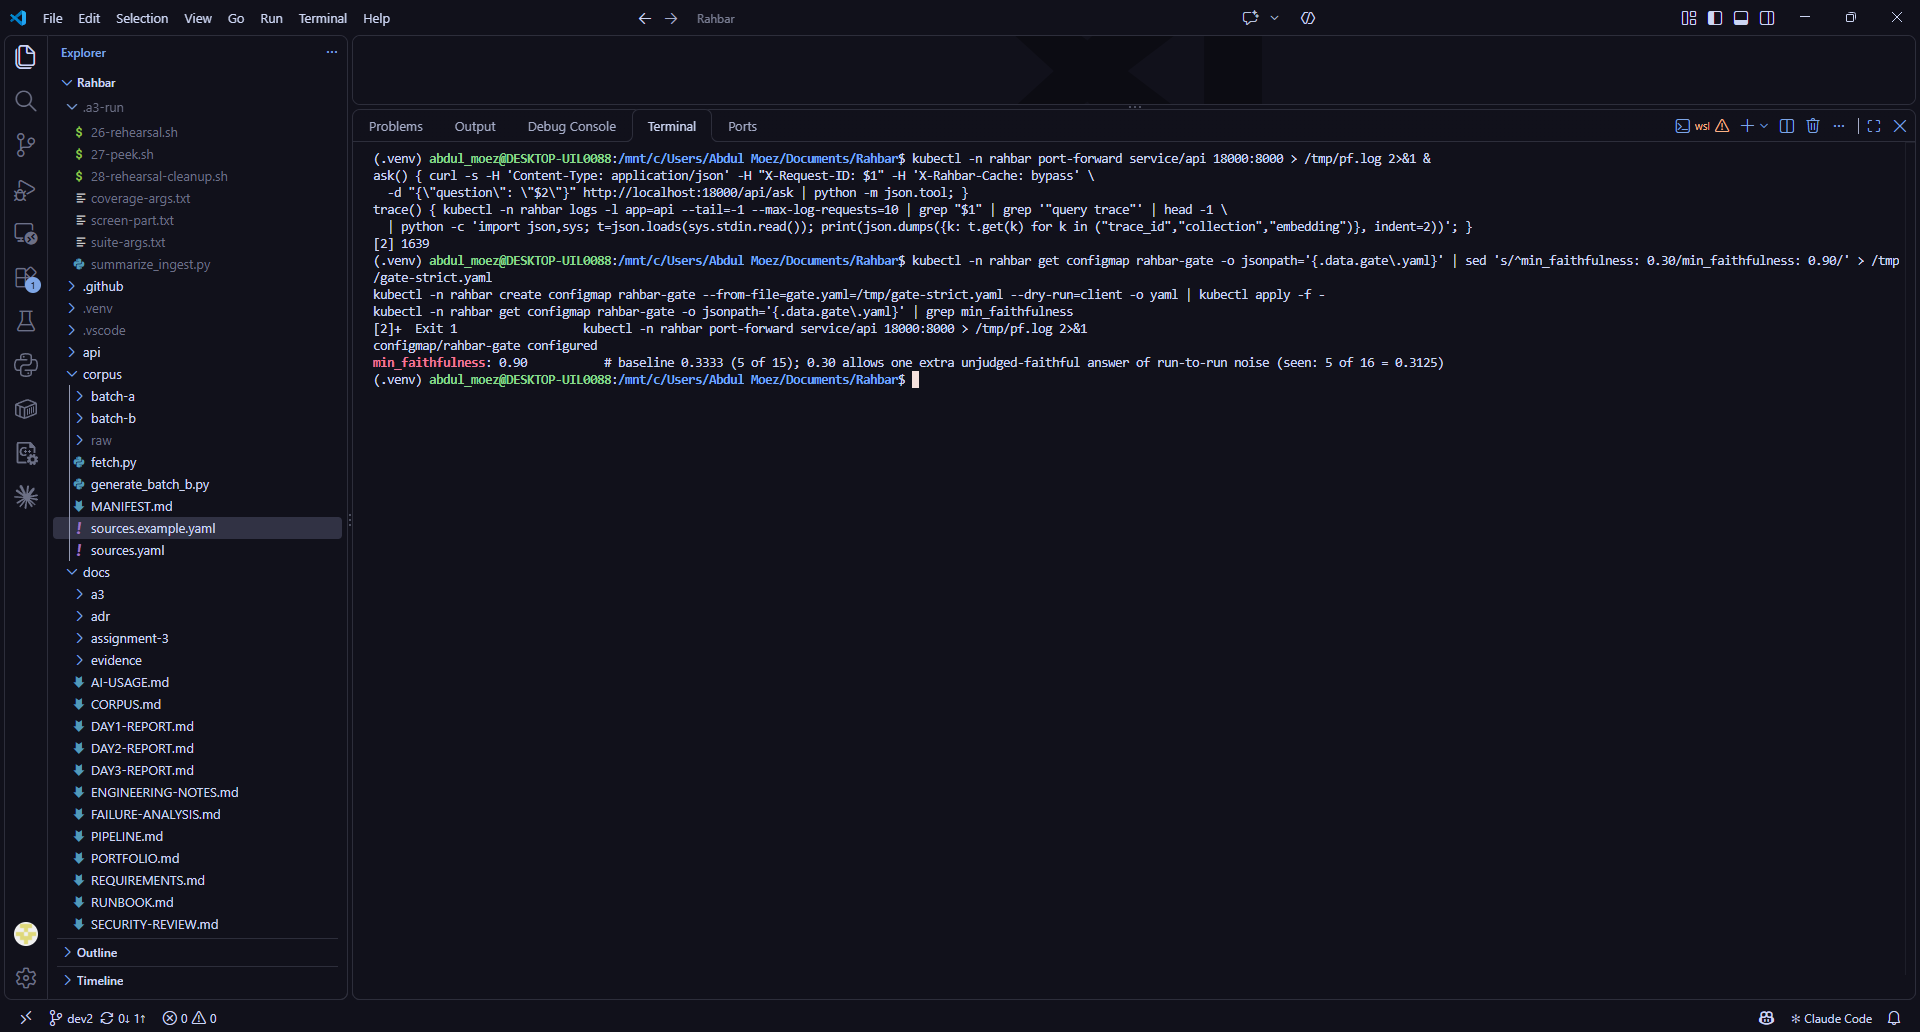 File Edit Selection View Go Run Terminal Help
Rahbar
Explorer
Rahbar
.a3-run
26-rehearsal.sh
27-peek.sh
28-rehearsal-cleanup.sh
coverage-args.txt
screen-part.txt
suite-args.txt
summarize_ingest.py
.github
.venv
.vscode
api
corpus
batch-a
batch-b
raw
fetch.py
generate_batch_b.py
MANIFEST.md
sources.example.yaml
sources.yaml
docs
a3
adr
assignment-3
evidence
AI-USAGE.md
CORPUS.md
DAY1-REPORT.md
DAY2-REPORT.md
DAY3-REPORT.md
ENGINEERING-NOTES.md
FAILURE-ANALYSIS.md
PIPELINE.md
PORTFOLIO.md
REQUIREMENTS.md
RUNBOOK.md
SECURITY-REVIEW.md
Outline
Timeline
1
Problems Output Debug Console Terminal Ports
wsl
(.venv) abdul_moez@DESKTOP-UIL0088:/mnt/c/Users/Abdul Moez/Documents/Rahbar$ kubectl -n rahbar port-forward service/api 18000:8000 > /tmp/pf.log 2>&1 &
ask() { curl -s -H 'Content-Type: application/json' -H "X-Request-ID: $1" -H 'X-Rahbar-Cache: bypass' \
-d "{\"question\": \"$2\"}" http://localhost:18000/api/ask | python -m json.tool; }
trace() { kubectl -n rahbar logs -l app=api --tail=-1 --max-log-requests=10 | grep "$1" | grep '"query trace"' | head -1 \
| python -c 'import json,sys; t=json.loads(sys.stdin.read()); print(json.dumps({k: t.get(k) for k in ("trace_id","collection","embedding")}, indent=2))'; }
[2] 1639
(.venv) abdul_moez@DESKTOP-UIL0088:/mnt/c/Users/Abdul Moez/Documents/Rahbar$ kubectl -n rahbar get configmap rahbar-gate -o jsonpath='{.data.gate\.yaml}' | sed 's/^min_faithfulness: 0.30/min_faithfulness: 0.90/' > /tmp
/gate-strict.yaml
kubectl -n rahbar create configmap rahbar-gate --from-file=gate.yaml=/tmp/gate-strict.yaml --dry-run=client -o yaml | kubectl apply -f -
kubectl -n rahbar get configmap rahbar-gate -o jsonpath='{.data.gate\.yaml}' | grep min_faithfulness
[2]+  Exit 1                  kubectl -n rahbar port-forward service/api 18000:8000 > /tmp/pf.log 2>&1
configmap/rahbar-gate configured
min_faithfulness: 0.90           # baseline 0.3333 (5 of 15); 0.30 allows one extra unjudged-faithful answer of run-to-run noise (seen: 5 of 16 = 0.3125)
(.venv) abdul_moez@DESKTOP-UIL0088:/mnt/c/Users/Abdul Moez/Documents/Rahbar$
dev2 0↓ 1↑ 0 0 Claude Code